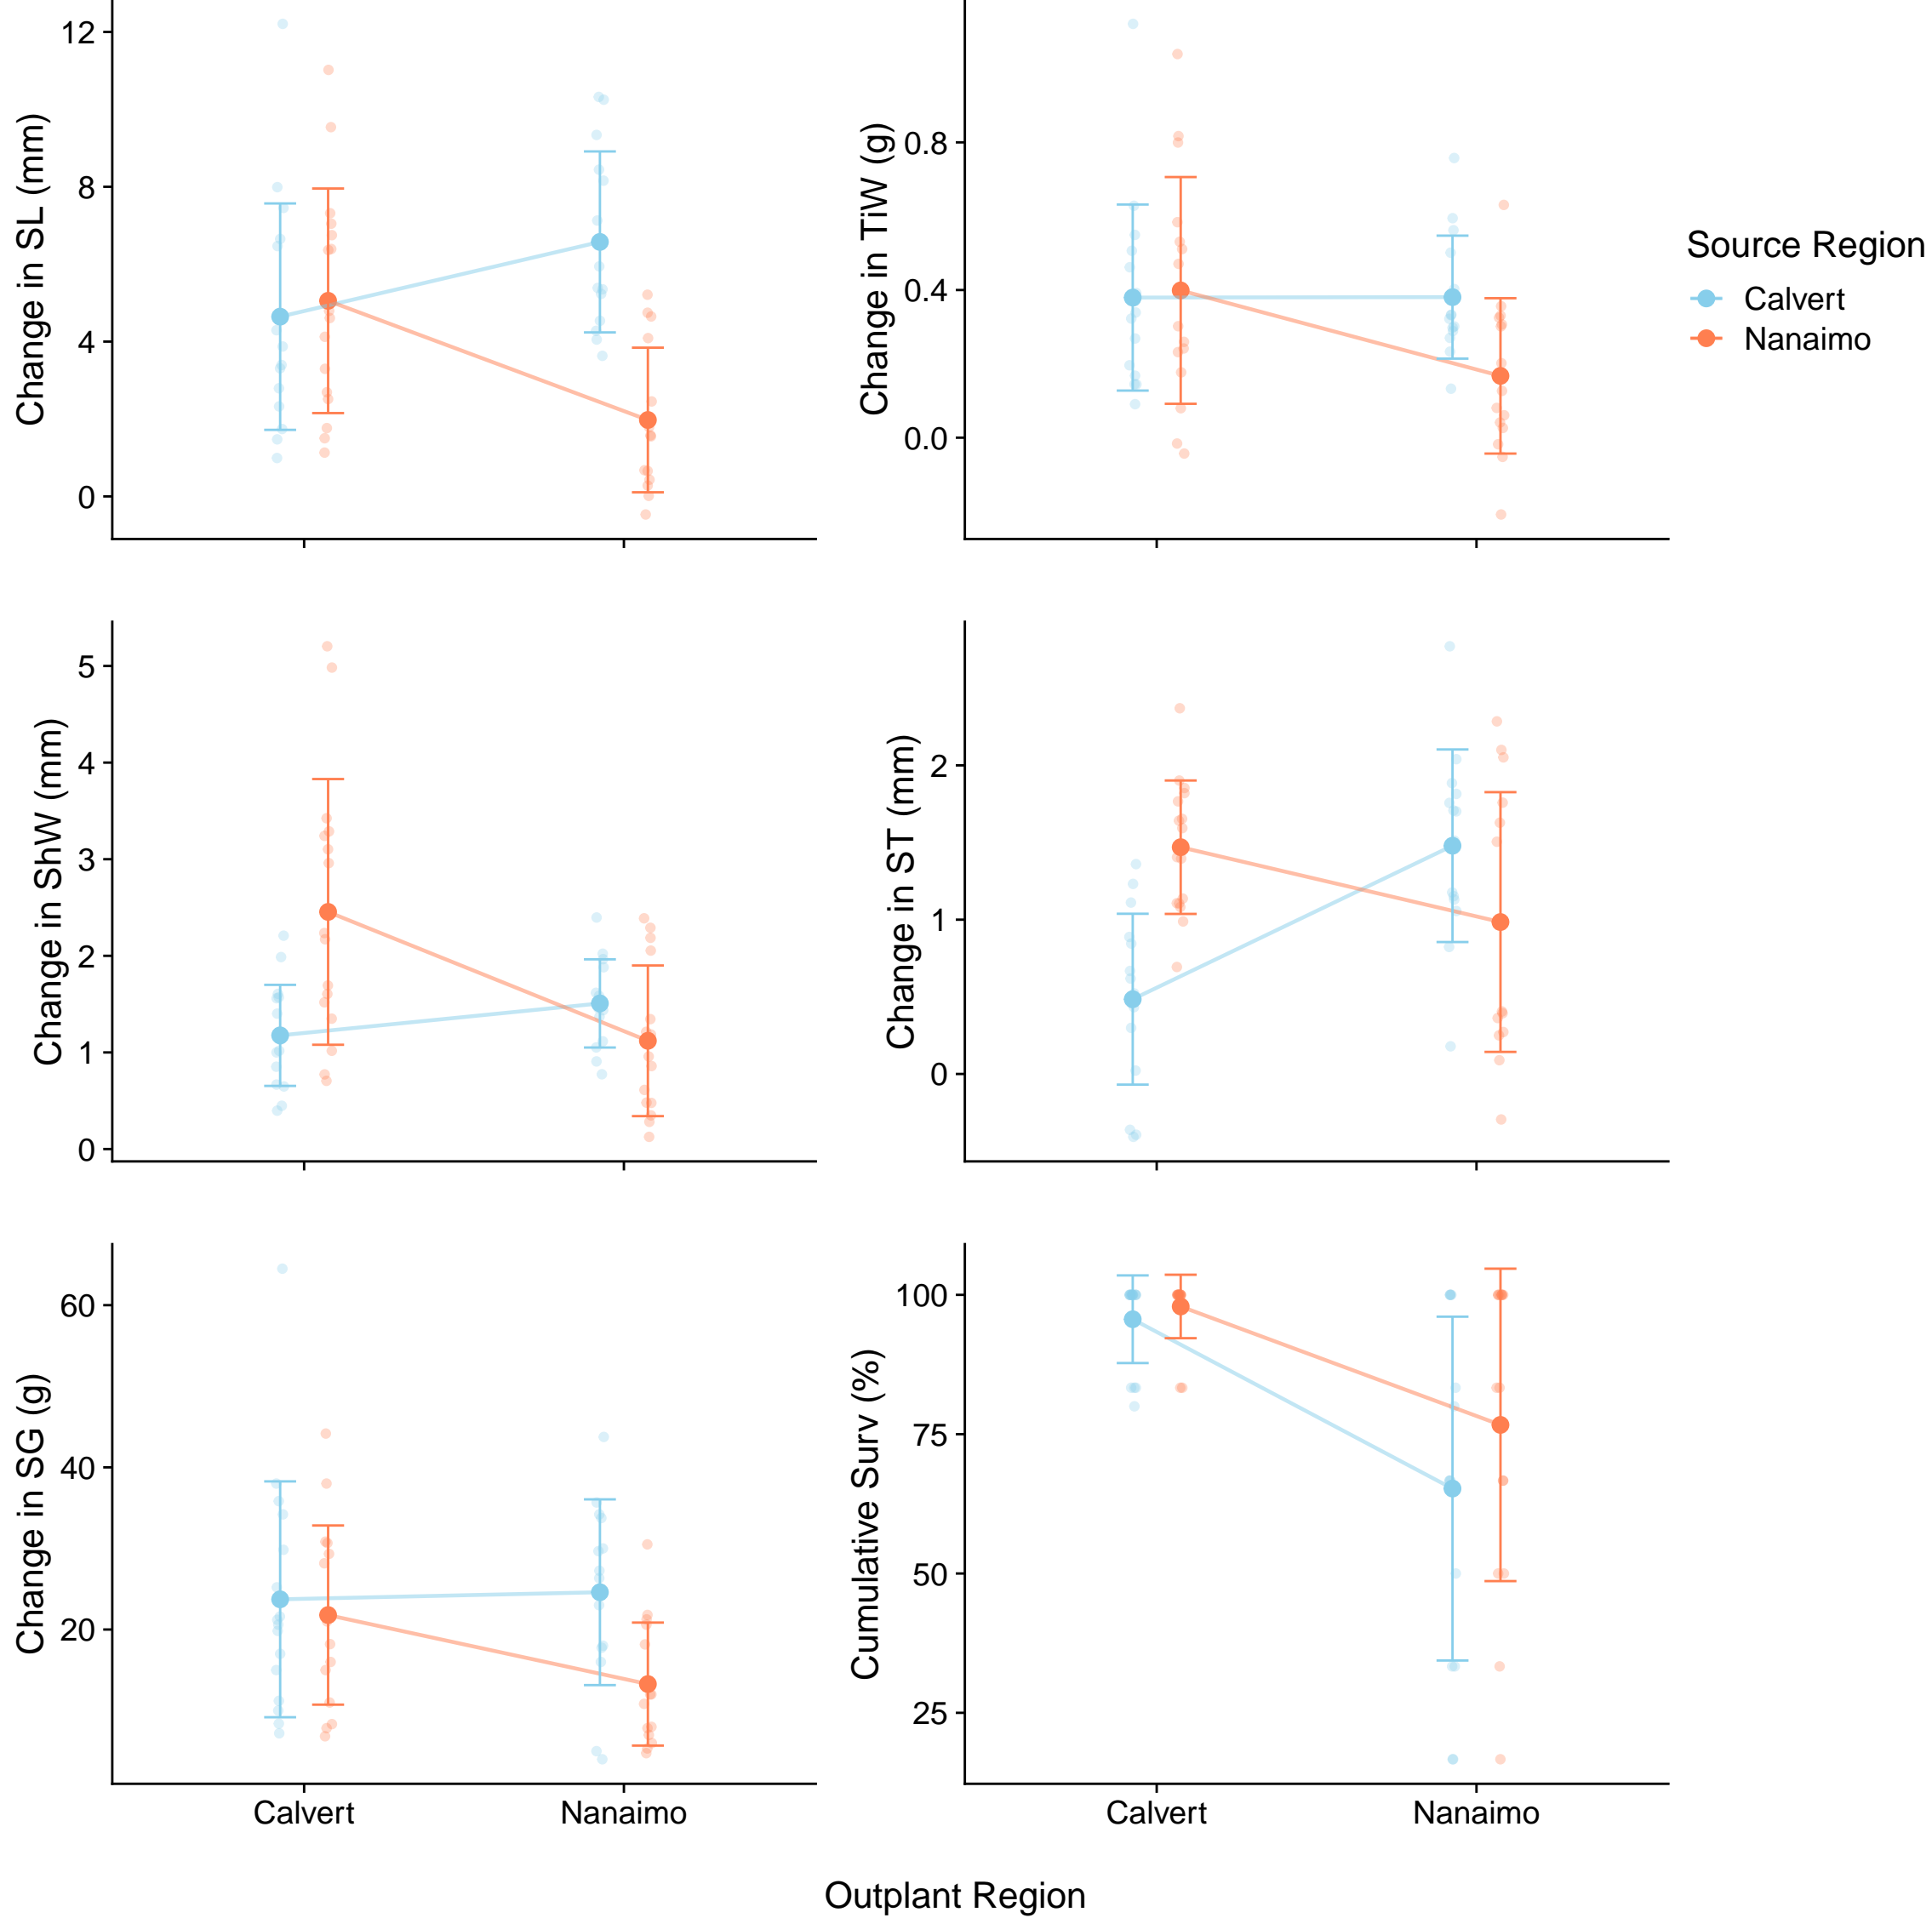 Change in SL (mm)
12
8
4
0
Change in TiW (g)
0.8
0.4
0.0
Source Region
Calvert
Nanaimo
Change in ShW (mm)
5
4
3
2
1
0
Change in ST (mm)
2
1
0
Change in SG (g)
60
40
20
Calvert
Nanaimo
Cumulative Surv (%)
100
75
50
25
Calvert
Nanaimo
Outplant Region